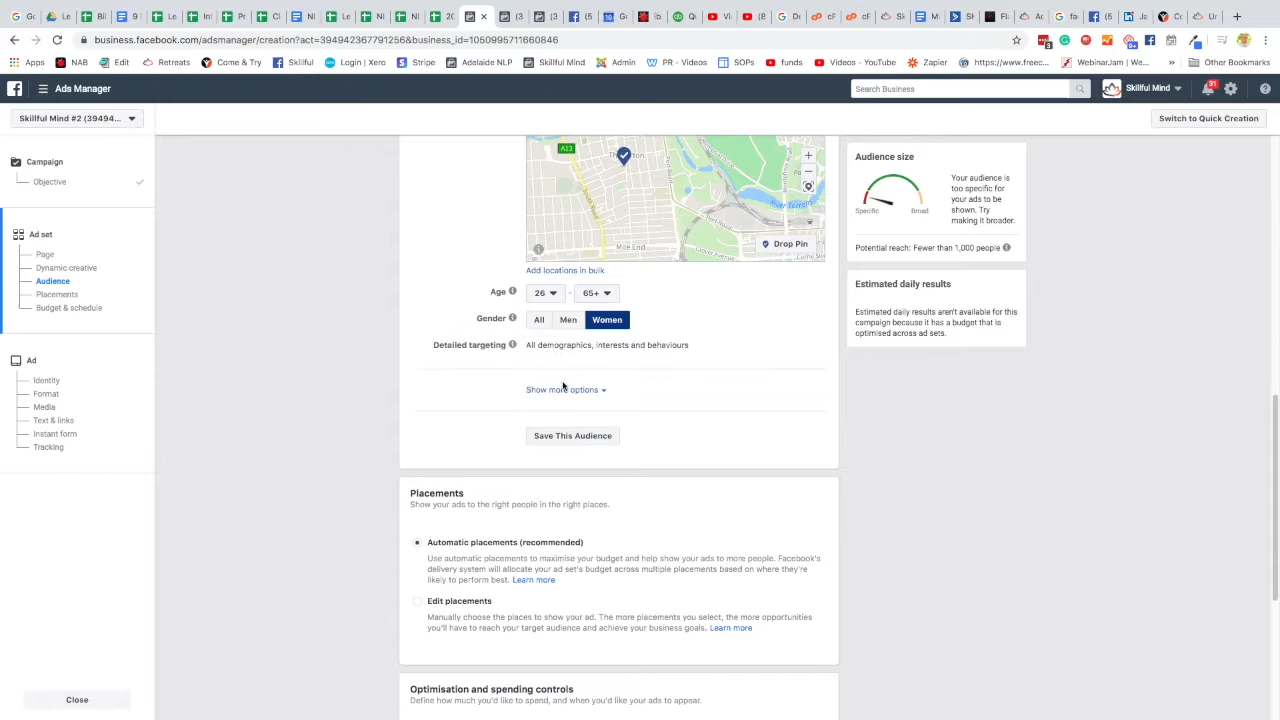 business.facebook.com/adsmanager/creation?act=394942367791256&business_id=1050995711660846
Apps NAB Edit Retreats Come & Try Skillful Login | Xero Stripe Adelaide NLP Skillful Mind Admin PR - Videos SOPs funds Videos - YouTube Zapier https://www.freec... WebinarJam | We... » Other Bookmarks
Ads Manager
Search Business
Skillful Mind
31
Skillful Mind #2 (39494...
Switch to Quick Creation
Campaign
Objective
Ad set
Page
Dynamic creative
Audience
Placements
Budget & schedule
Ad
Identity
Format
Media
Text & links
Instant form
Tracking
Close
A13
Mile End
Drop Pin
Add locations in bulk
Age 26 - 65+
Gender All Men Women
Detailed targeting All demographics, interests and behaviours
Show more options
Save This Audience
Placements
Show your ads to the right people in the right places.
Automatic placements (recommended)
Use automatic placements to maximise your budget and help show your ads to more people. Facebook's
delivery system will allocate your ad set's budget across multiple placements based on where they're
likely to perform best. Learn more
Edit placements
Manually choose the places to show your ad. The more placements you select, the more opportunities
you'll have to reach your target audience and achieve your business goals. Learn more
Optimisation and spending controls
Define how much you'd like to spend, and when you'd like your ads to appear.
Audience size
Specific
Broad
Your audience is
too specific for
your ads to be
shown. Try
making it broader.
Potential reach: Fewer than 1,000 people
Estimated daily results
Estimated daily results aren't available for this
campaign because it has a budget that is
optimised across ad sets.